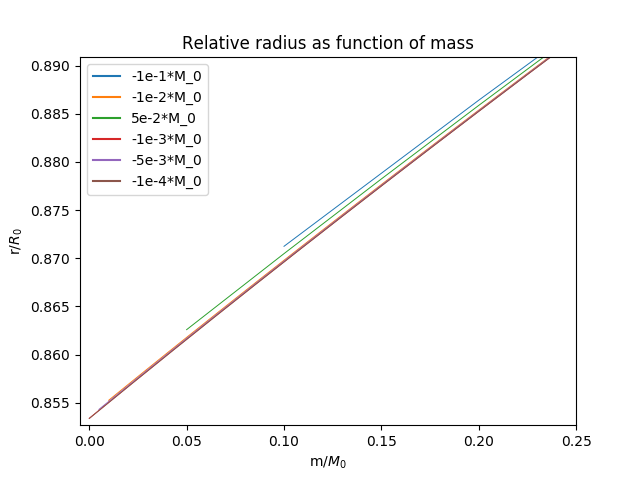 Relative radius as function of mass
0.890
0.885
0.880
0.875
0.870
0.865
0.860
0.855
r/R₀
-1e-1*M_0
-1e-2*M_0
5e-2*M_0
-1e-3*M_0
-5e-3*M_0
-1e-4*M_0
0.00 0.05 0.10 0.15 0.20 0.25
m/M₀